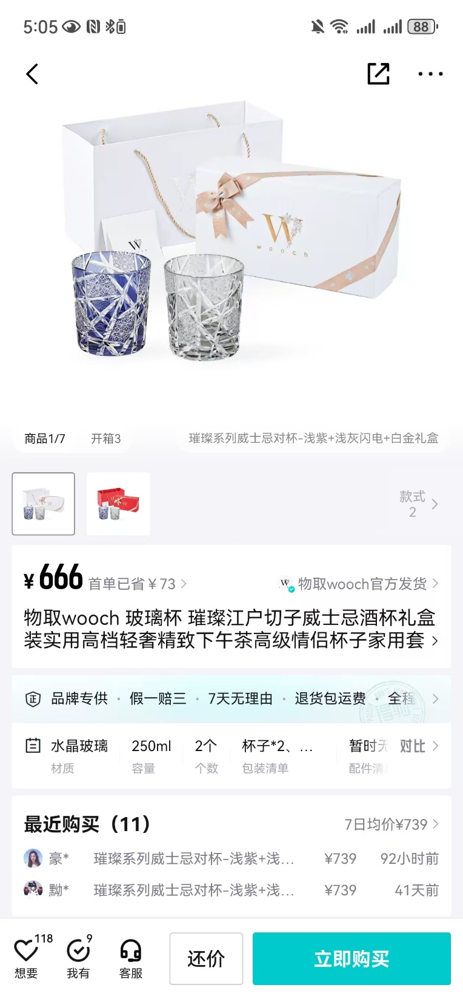 5:05
88
W
wooch
W
商品1/7
开箱3
璀璨系列威士忌对杯-浅紫+浅灰闪电+白金礼盒
款式
2
¥666
首单已省¥73
物取wooch官方发货
物取wooch 玻璃杯 璀璨江户切子威士忌酒杯礼盒
装实用高档轻奢精致下午茶高级情侣杯子家用套
品牌专供 · 假一赔三 · 7天无理由 · 退货包运费 · 全程
水晶玻璃 250ml 2个 杯子*2、... 暂时无 对比
材质 容量 个数 包装清单 配件清
最近购买（11）
7日均价¥739
豪* 璀璨系列威士忌对杯-浅紫+浅... ¥739 92小时前
黝* 璀璨系列威士忌对杯-浅紫+浅... ¥739 41天前
118
9
想要
我有
客服
还价
立即购买